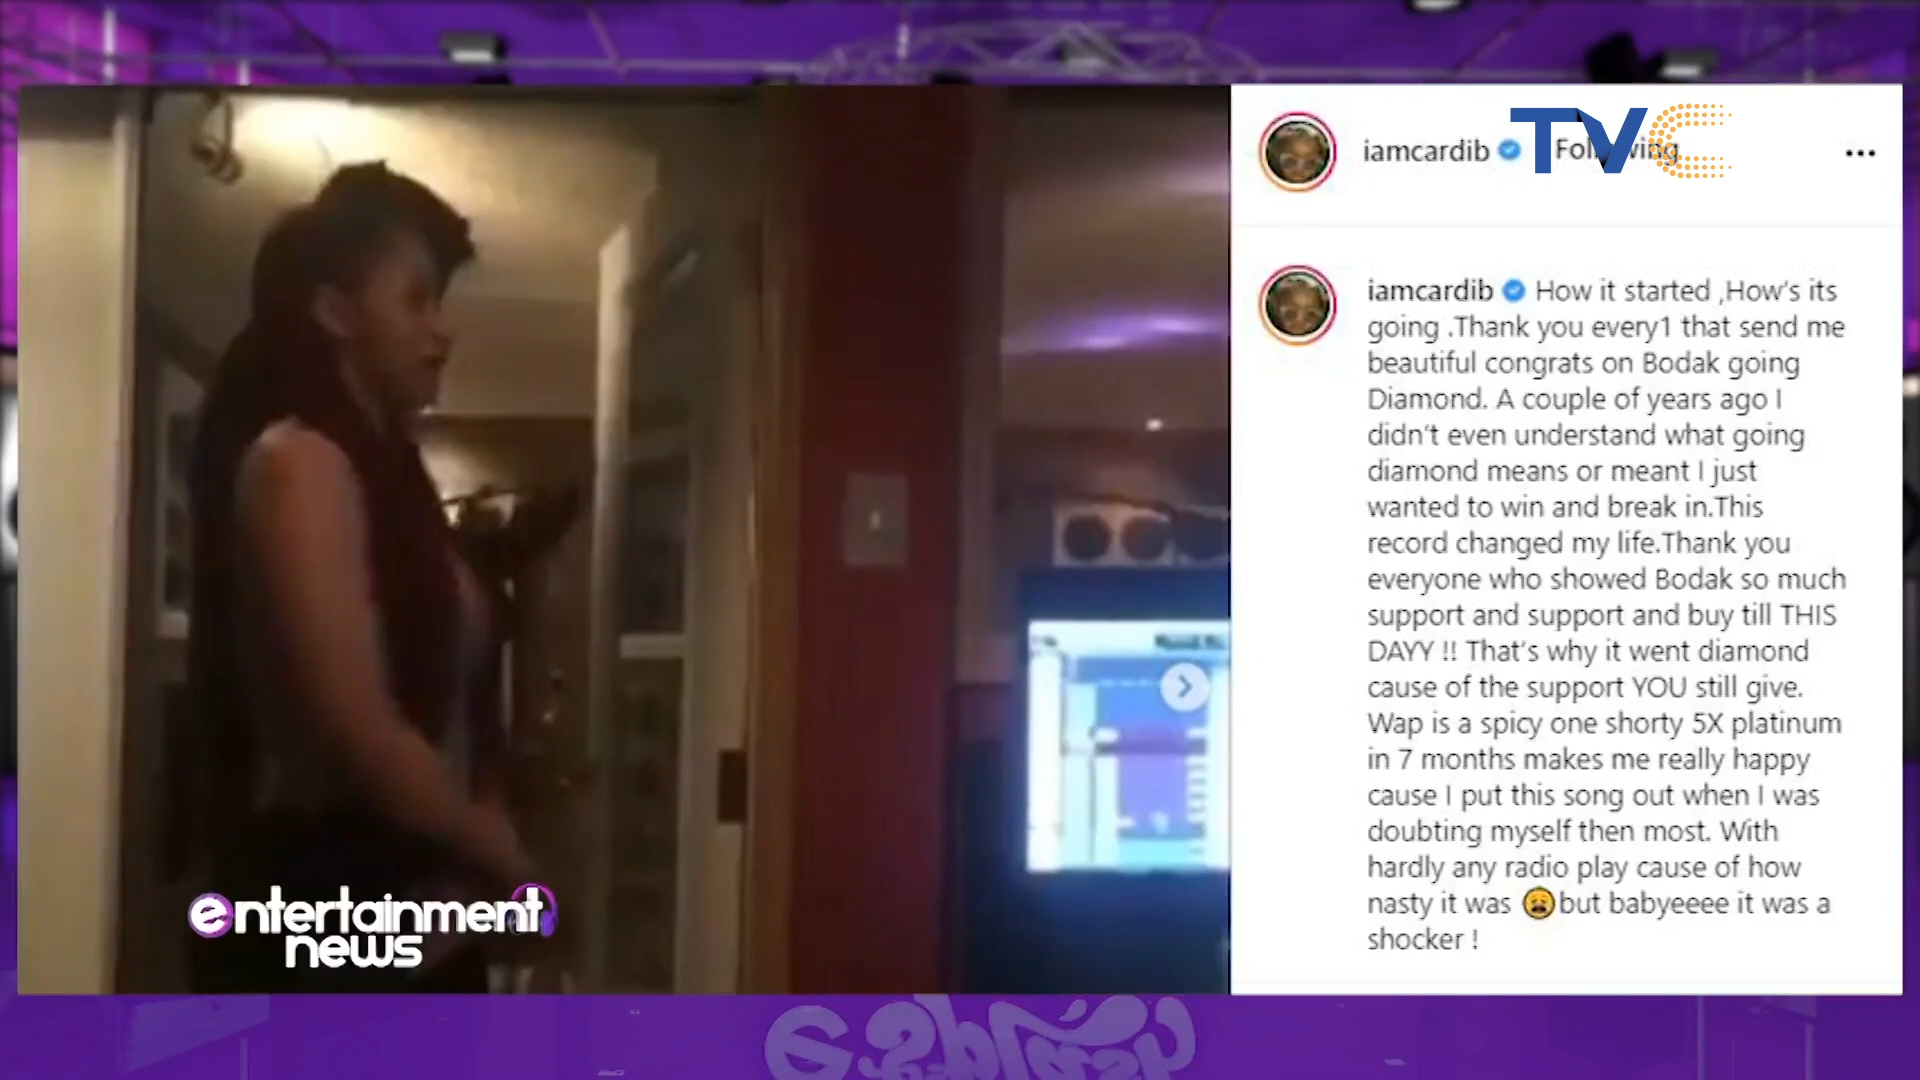 iamcardib Following
TVC
iamcardib How it started ,How's its
going .Thank you every1 that send me
beautiful congrats on Bodak going
Diamond. A couple of years ago I
didn't even understand what going
diamond means or meant I just
wanted to win and break in.This
record changed my life.Thank you
everyone who showed Bodak so much
support and support and buy till THIS
DAYY !! That's why it went diamond
cause of the support YOU still give.
Wap is a spicy one shorty 5X platinum
in 7 months makes me really happy
cause I put this song out when I was
doubting myself then most. With
hardly any radio play cause of how
nasty it was 😩but babyeeee it was a
shocker !
entertainment
news